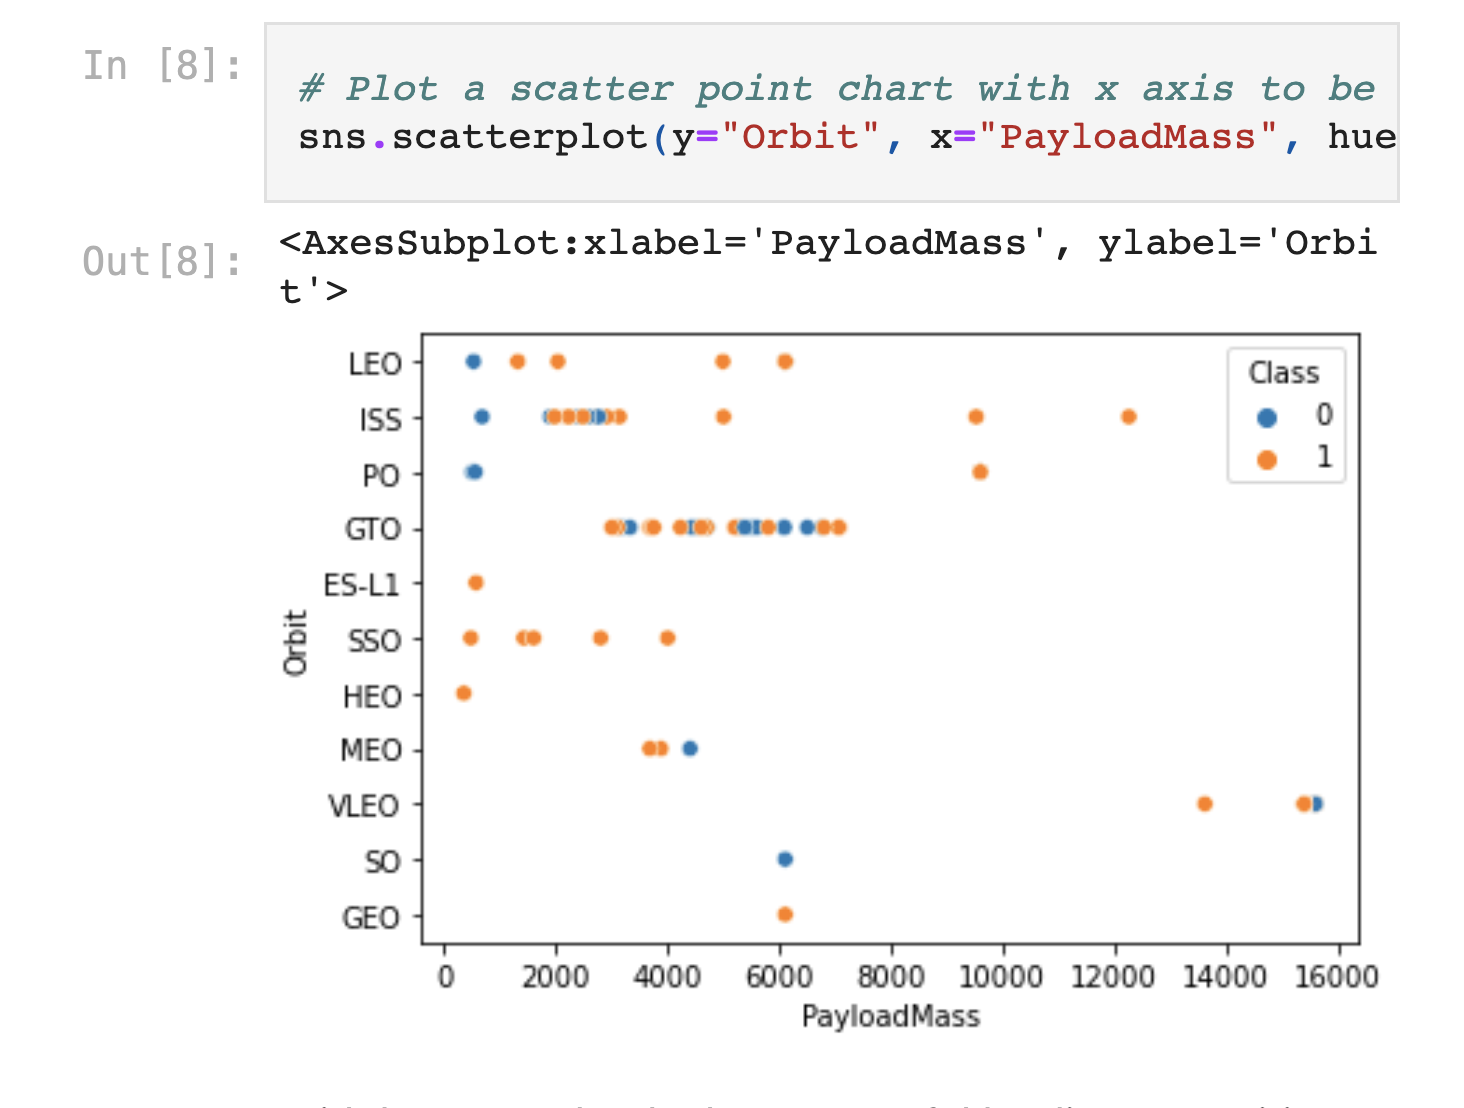 In [8]:
# Plot a scatter point chart with x axis to be
sns.scatterplot(y="Orbit", x="PayloadMass", hue
Out[8]:
<AxesSubplot:xlabel='PayloadMass', ylabel='Orbi
t'>
Class
0
1
LEO
ISS
PO
GTO
ES-L1
SSO
HEO
MEO
VLEO
SO
GEO
Orbit
0 2000 4000 6000 8000 10000 12000 14000 16000
PayloadMass